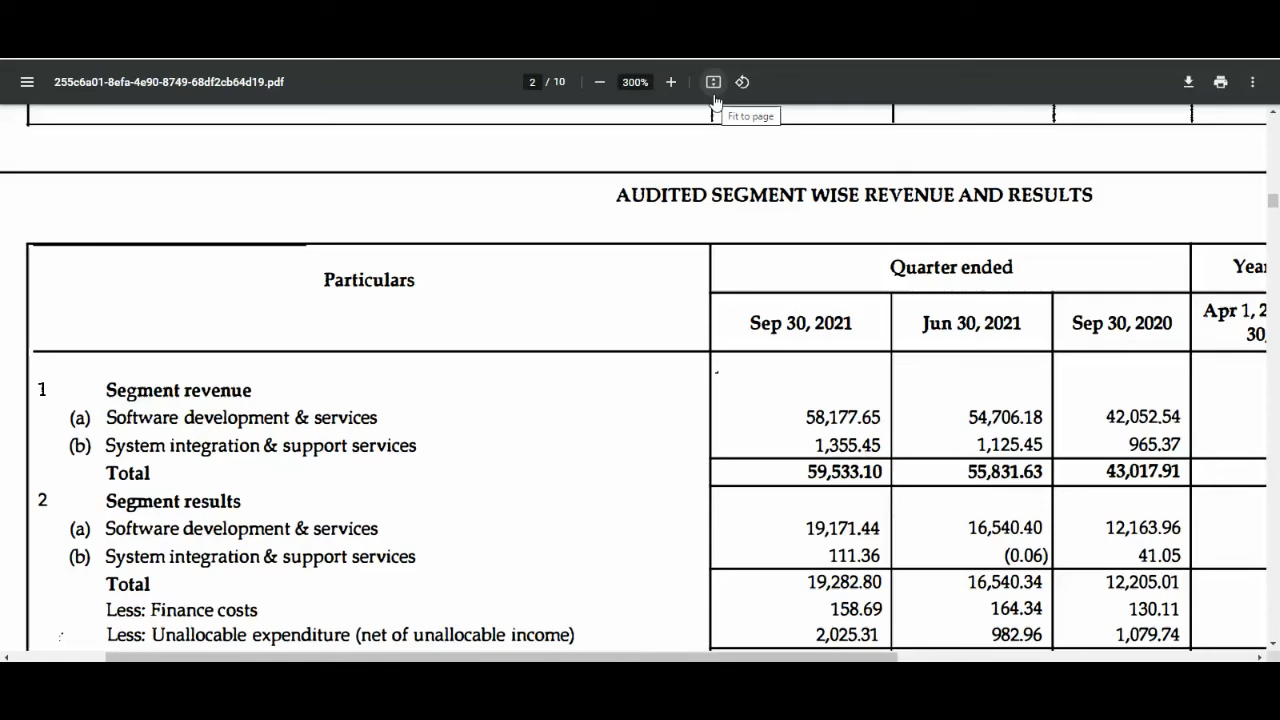 255c6a01-8efa-4e90-8749-68df2cb64d19.pdf 2 / 10 300%
Fit to page
AUDITED SEGMENT WISE REVENUE AND RESULTS
Particulars Quarter ended
Sep 30, 2021 Jun 30, 2021 Sep 30, 2020 Apr 1,
30,
1 Segment revenue
(a) Software development & services 58,177.65 54,706.18 42,052.54
(b) System integration & support services 1,355.45 1,125.45 965.37
Total 59,533.10 55,831.63 43,017.91
2 Segment results
(a) Software development & services 19,171.44 16,540.40 12,163.96
(b) System integration & support services 111.36 (0.06) 41.05
Total 19,282.80 16,540.34 12,205.01
Less: Finance costs 158.69 164.34 130.11
Less: Unallocable expenditure (net of unallocable income) 2,025.31 982.96 1,079.74